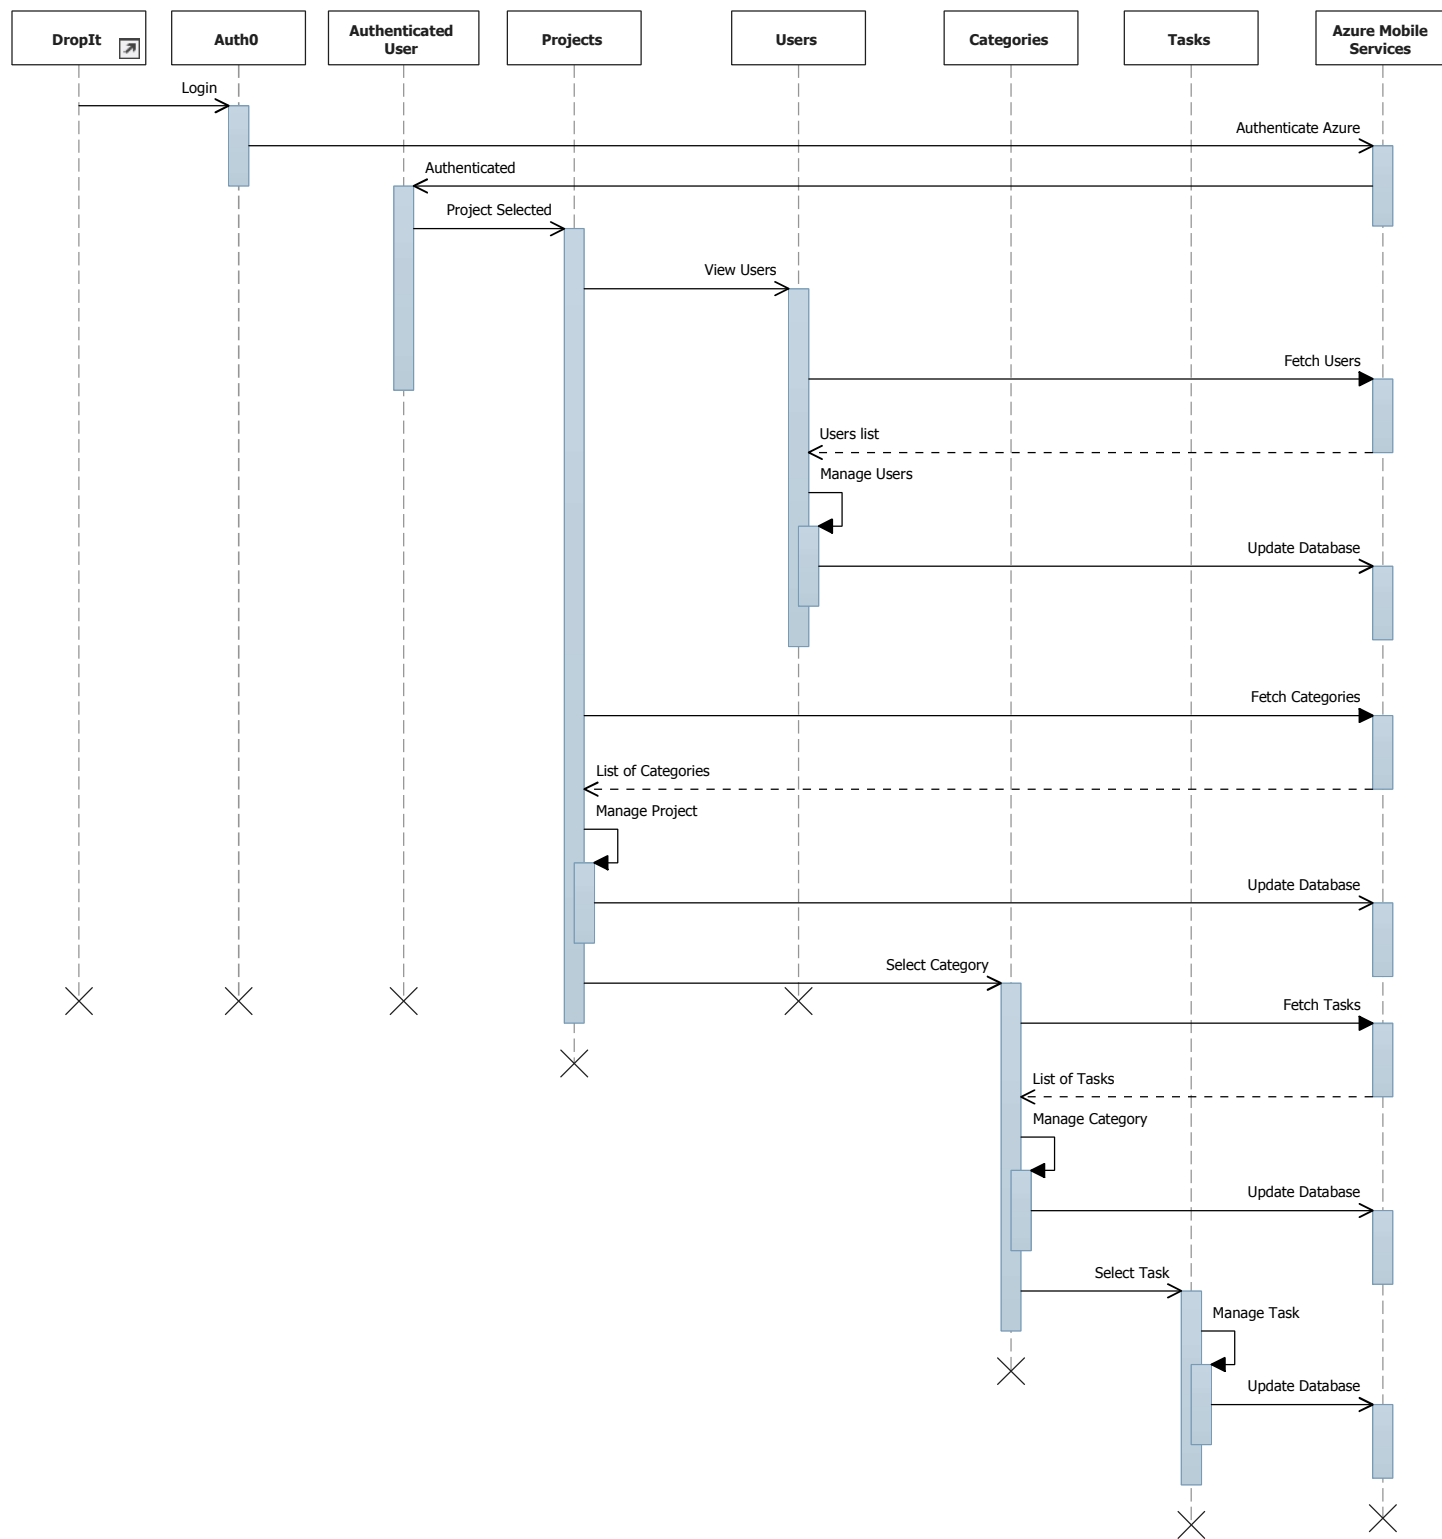 DropIt
Auth0
Authenticated
User
Projects
Users
Categories
Tasks
Azure Mobile
Services
Login
Authenticate Azure
Authenticated
Project Selected
View Users
Fetch Users
Users list
Manage Users
Update Database
Fetch Categories
List of Categories
Manage Project
Update Database
Select Category
Fetch Tasks
List of Tasks
Manage Category
Update Database
Select Task
Manage Task
Update Database